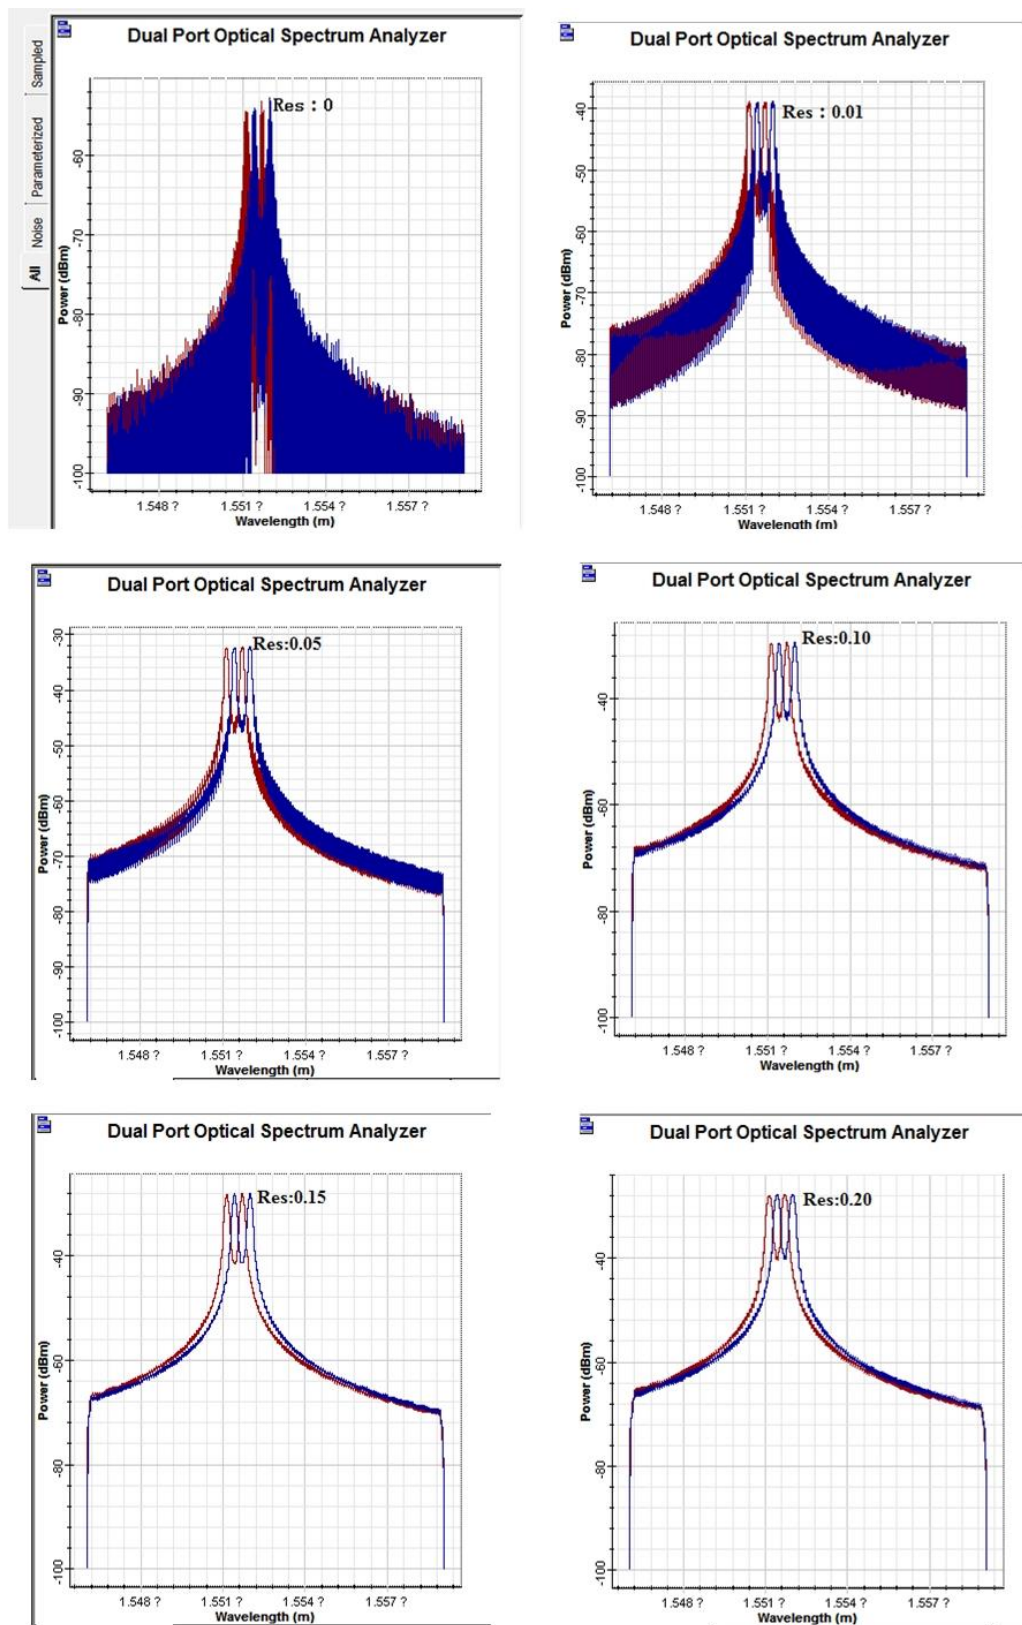 Dual Port Optical Spectrum Analyzer
Sampled
Parameterized
Noise
All
Res : 0
Power (dBm)
-60
-70
-80
-90
-100
1.548 ?
1.551 ?
1.554 ?
1.557 ?
Wavelength (m)
Dual Port Optical Spectrum Analyzer
Res : 0.01
Power (dBm)
-40
-50
-60
-70
-80
-90
-100
1.548 ?
1.551 ?
1.554 ?
1.557 ?
Wavelength (m)
Dual Port Optical Spectrum Analyzer
Res:0.05
Power (dBm)
-30
-40
-50
-60
-70
-80
-90
-100
1.548 ?
1.551 ?
1.554 ?
1.557 ?
Wavelength (m)
Dual Port Optical Spectrum Analyzer
Res:0.10
Power (dBm)
-40
-60
-80
-100
1.548 ?
1.551 ?
1.554 ?
1.557 ?
Wavelength (m)
Dual Port Optical Spectrum Analyzer
Res:0.15
Power (dBm)
-40
-60
-80
-100
1.548 ?
1.551 ?
1.554 ?
1.557 ?
Wavelength (m)
Dual Port Optical Spectrum Analyzer
Res:0.20
Power (dBm)
-40
-60
-80
-100
1.548 ?
1.551 ?
1.554 ?
1.557 ?
Wavelength (m)